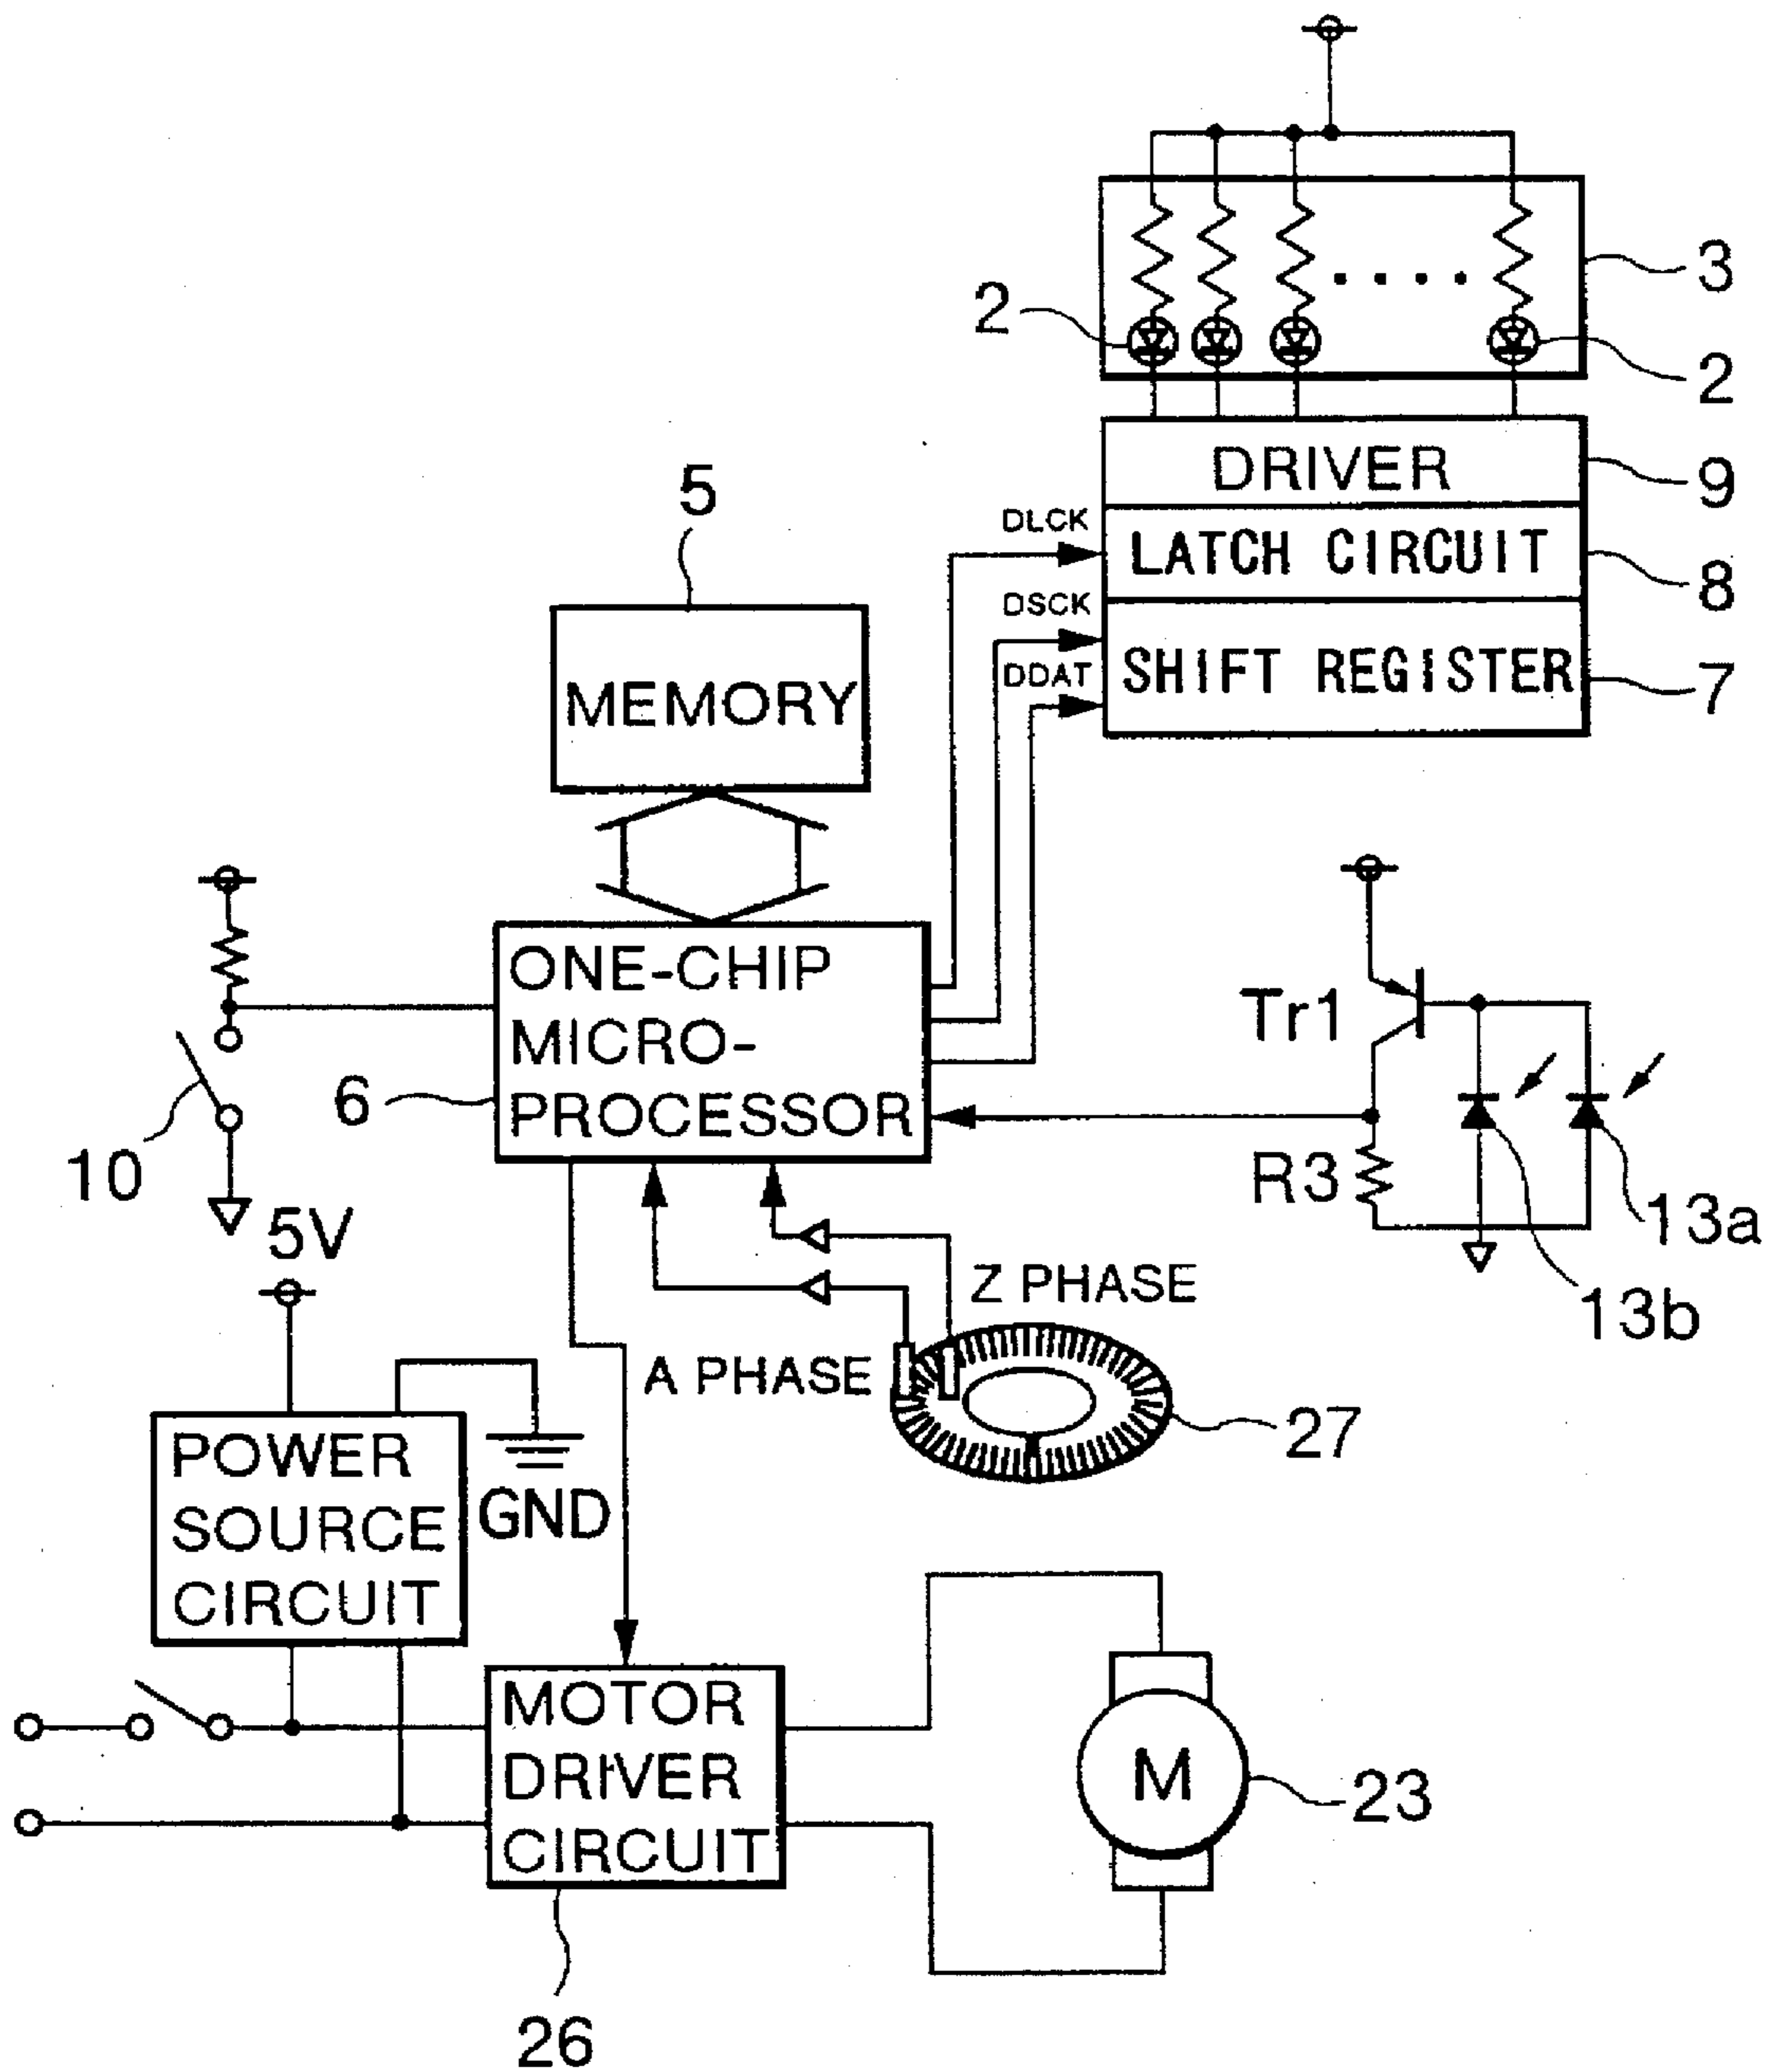 3
2
2
DRIVER
9
5
DLCK
LATCH CIRCUIT
8
DSCK
MEMORY
DDAT
SHIFT REGISTER
7
ONE-CHIP
MICRO-
PROCESSOR
6
10
Tr1
R3
13a
13b
5V
Z PHASE
A PHASE
27
POWER
SOURCE
CIRCUIT
GND
MOTOR
DRIVER
CIRCUIT
M
23
26